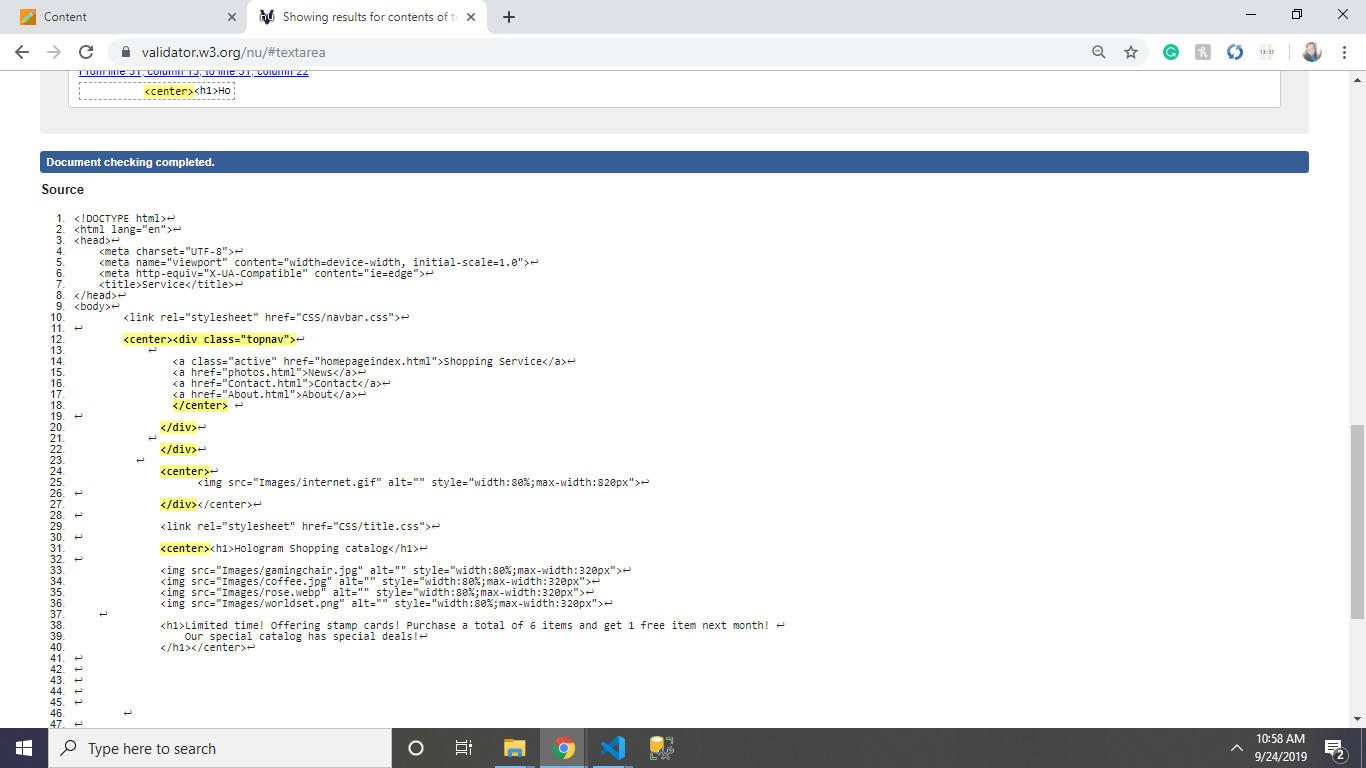 Content
Showing results for contents of t
validator.w3.org/nu/#textarea
From line 31, column 13; to line 31, column 22
<center><h1>Ho
Document checking completed.
Source
1. <!DOCTYPE html>↩
2. <html lang="en">↩
3. <head>↩
4. <meta charset="UTF-8">↩
5. <meta name="viewport" content="width=device-width, initial-scale=1.0">↩
6. <meta http-equiv="X-UA-Compatible" content="ie=edge">↩
7. <title>Service</title>↩
8. </head>↩
9. <body>↩
10. <link rel="stylesheet" href="CSS/navbar.css">↩
11. ↩
12. <center><div class="topnav">↩
13. ↩
14. <a class="active" href="homepageindex.html">Shopping Service</a>↩
15. <a href="photos.html">News</a>↩
16. <a href="Contact.html">Contact</a>↩
17. <a href="About.html">About</a>↩
18. </center> ↩
19. ↩
20. </div>↩
21. ↩
22. </div>↩
23. ↩
24. <center>↩
25. <img src="Images/internet.gif" alt="" style="width:80%;max-width:820px">↩
26. ↩
27. </div></center>↩
28. ↩
29. <link rel="stylesheet" href="CSS/title.css">↩
30. ↩
31. <center><h1>Hologram Shopping catalog</h1>↩
32. ↩
33. <img src="Images/gamingchair.jpg" alt="" style="width:80%;max-width:320px">↩
34. <img src="Images/coffee.jpg" alt="" style="width:80%;max-width:320px">↩
35. <img src="Images/rose.webp" alt="" style="width:80%;max-width:320px">↩
36. <img src="Images/worldset.png" alt="" style="width:80%;max-width:320px">↩
37. ↩
38. <h1>Limited time! Offering stamp cards! Purchase a total of 6 items and get 1 free item next month! ↩
39. Our special catalog has special deals!↩
40. </h1></center>↩
41. ↩
42. ↩
43. ↩
44. ↩
45. ↩
46. ↩
47. ↩
Type here to search
10:58 AM
9/24/2019
2